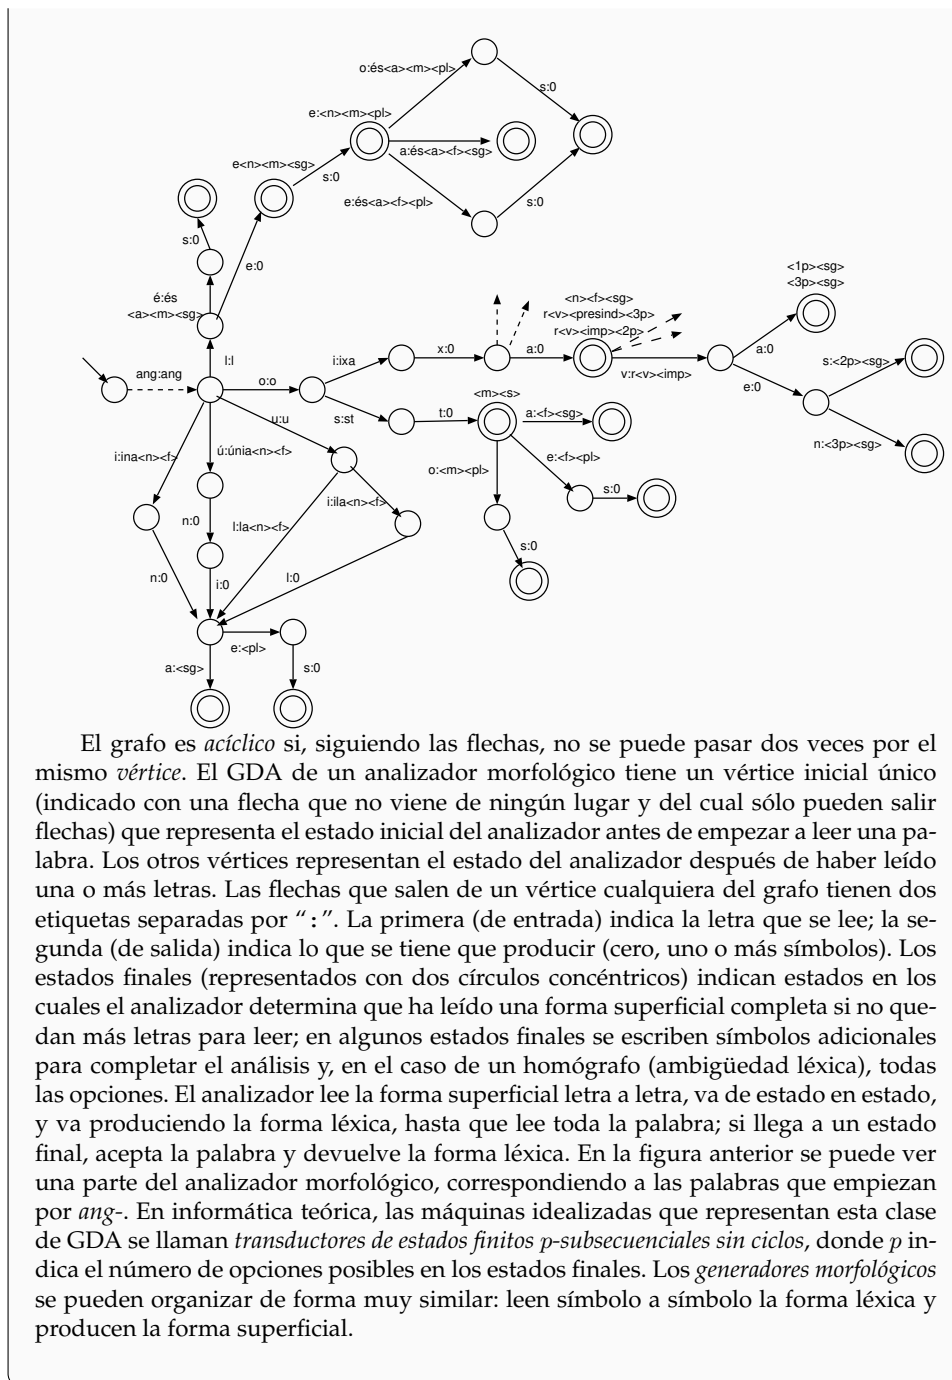 o:és<a><m><pl>
s:0
e:<n><m><pl>
a:és<a><f><sg>
e<n><m><sg>
s:0
e:és<a><f><pl>
s:0
s:0
e:0
é:és
<a><m><sg>
<1p><sg>
<3p><sg>
<n><f><sg>
r<v><presind><3p>
r<v><imp><2p>
l:l
i:ixa
x:0
a:0
v:r<v><imp>
a:0
s:<2p><sg>
ang:ang
o:o
e:0
u:u
s:st
t:0
<m><s>
a:<f><sg>
n:<3p><sg>
i:ina<n><f>
ú:únia<n><f>
o:<m><pl>
e:<f><pl>
i:ila<n><f>
s:0
n:0
l:la<n><f>
s:0
n:0
i:0
l:0
e:<pl>
a:<sg>
s:0
El grafo es acíclico si, siguiendo las flechas, no se puede pasar dos veces por el
mismo vértice. El GDA de un analizador morfológico tiene un vértice inicial único
(indicado con una flecha que no viene de ningún lugar y del cual sólo pueden salir
flechas) que representa el estado inicial del analizador antes de empezar a leer una pa-
labra. Los otros vértices representan el estado del analizador después de haber leído
una o más letras. Las flechas que salen de un vértice cualquiera del grafo tienen dos
etiquetas separadas por “:”. La primera (de entrada) indica la letra que se lee; la se-
gunda (de salida) indica lo que se tiene que producir (cero, uno o más símbolos). Los
estados finales (representados con dos círculos concéntricos) indican estados en los
cuales el analizador determina que ha leído una forma superficial completa si no que-
dan más letras para leer; en algunos estados finales se escriben símbolos adicionales
para completar el análisis y, en el caso de un homógrafo (ambigüedad léxica), todas
las opciones. El analizador lee la forma superficial letra a letra, va de estado en estado,
y va produciendo la forma léxica, hasta que lee toda la palabra; si llega a un estado
final, acepta la palabra y devuelve la forma léxica. En la figura anterior se puede ver
una parte del analizador morfológico, correspondiendo a las palabras que empiezan
por ang-. En informática teórica, las máquinas idealizadas que representan esta clase
de GDA se llaman transductores de estados finitos p-subsecuenciales sin ciclos, donde p in-
dica el número de opciones posibles en los estados finales. Los generadores morfológicos
se pueden organizar de forma muy similar: leen símbolo a símbolo la forma léxica y
producen la forma superficial.